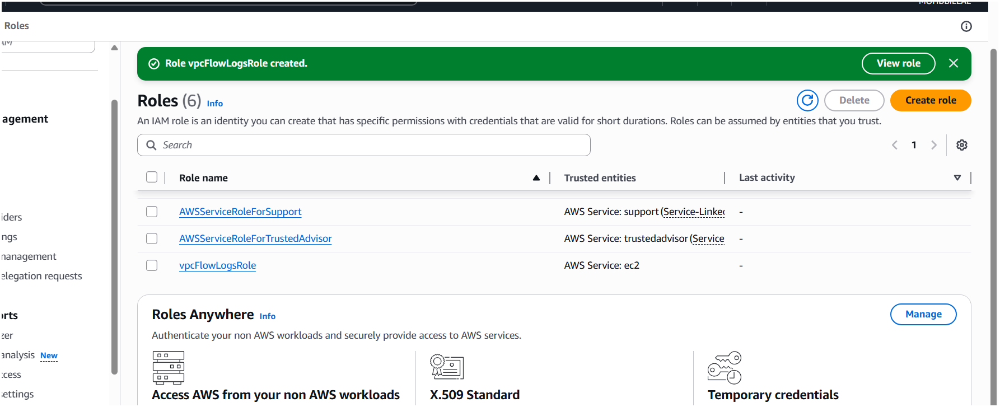 Roles
Role vpcFlowLogsRole created.
View role
Roles (6) Info
Delete
Create role
An IAM role is an identity you can create that has specific permissions with credentials that are valid for short durations. Roles can be assumed by entities that you trust.
Search
1
Role name
Trusted entities
Last activity
AWSServiceRoleForSupport
AWS Service: support (Service-Linked
-
AWSServiceRoleForTrustedAdvisor
AWS Service: trustedadvisor (Service
-
vpcFlowLogsRole
AWS Service: ec2
-
agement
iders
ngs
management
elegation requests
orts
zer
analysis New
ccess
settings
Roles Anywhere Info
Manage
Authenticate your non AWS workloads and securely provide access to AWS services.
Access AWS from your non AWS workloads
X.509 Standard
Temporary credentials